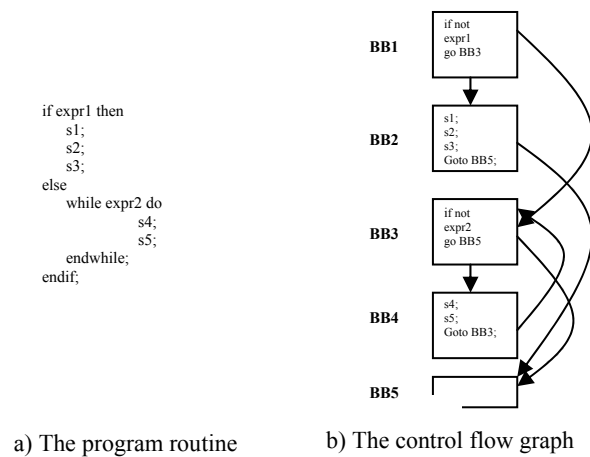 if expr1 then
s1;
s2;
s3;
else
while expr2 do
s4;
s5;
endwhile;
endif;
a) The program routine
BB1
if not
expr1
go BB3
BB2
s1;
s2;
s3;
Goto BB5;
BB3
if not
expr2
go BB5
BB4
s4;
s5;
Goto BB3;
BB5
b) The control flow graph